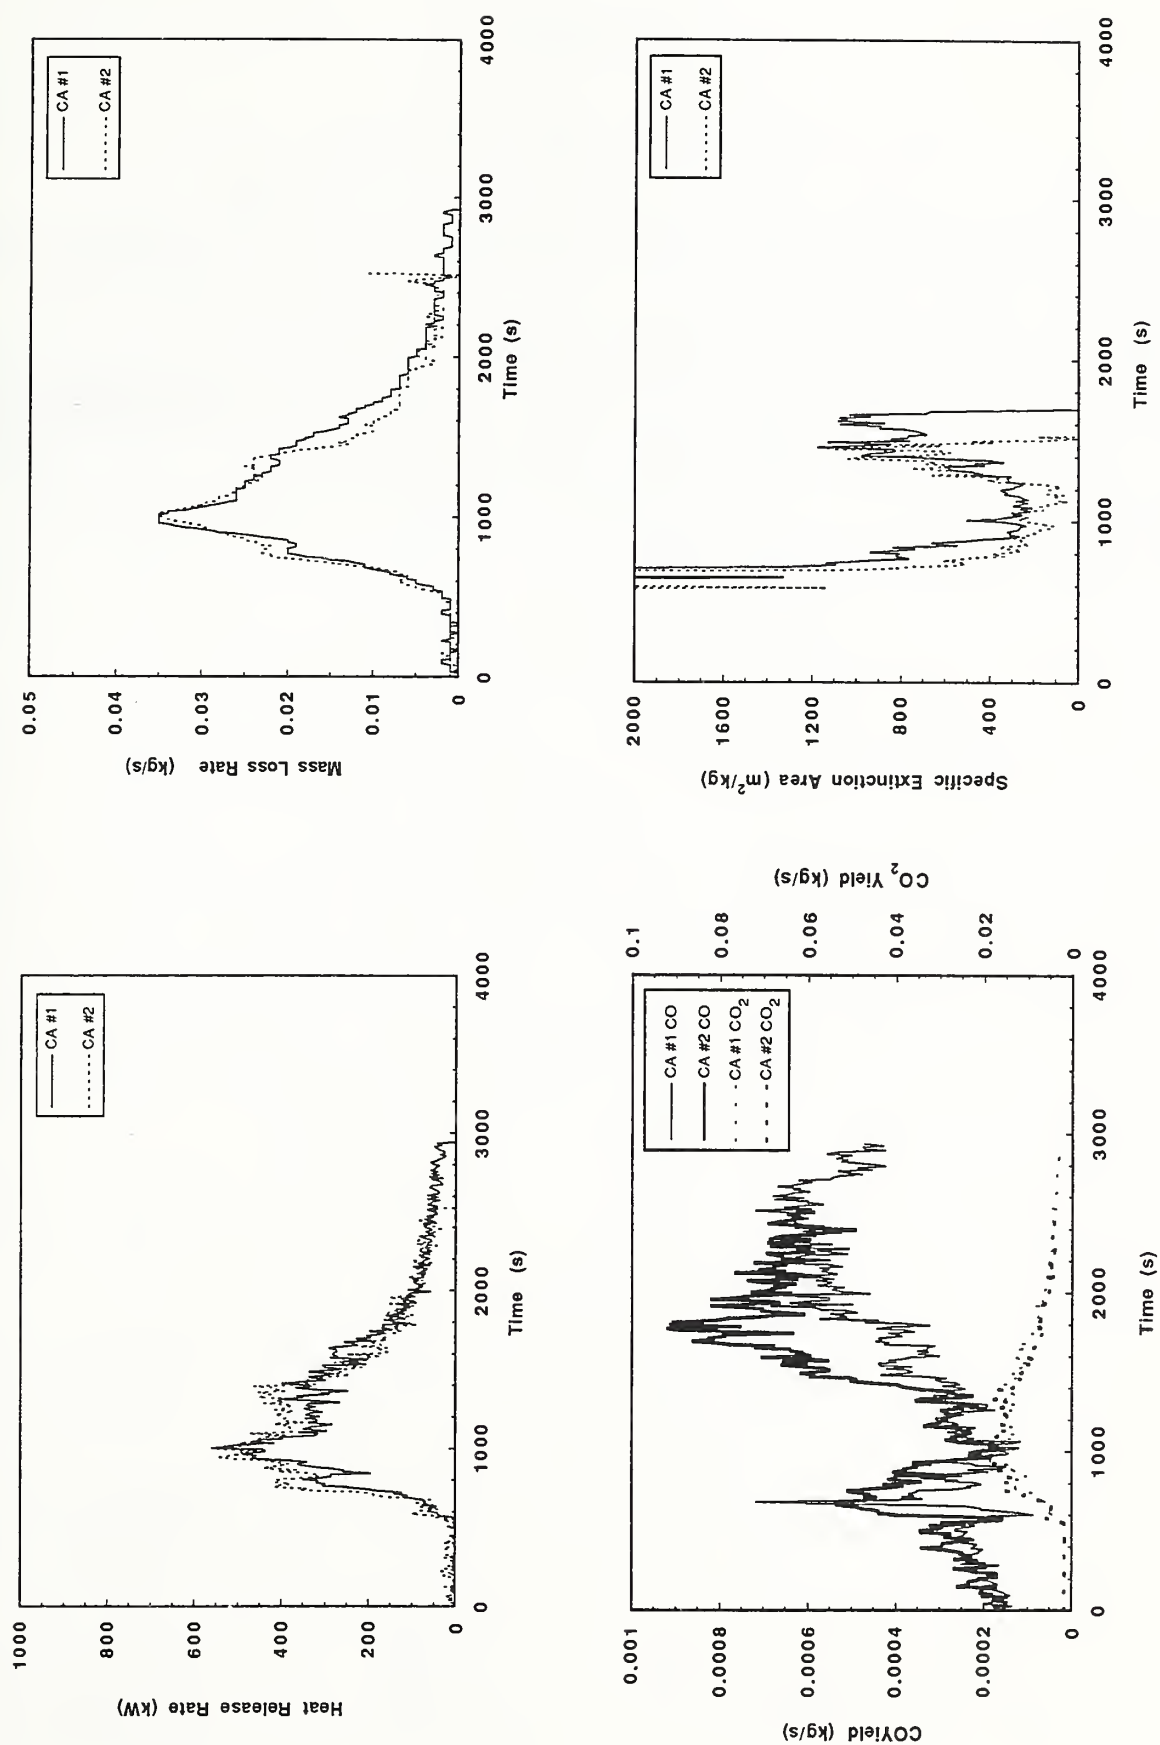 Heat Release Rate (kW)
1000
800
600
400
200
0
CA #1
CA #2
0
1000
2000
3000
4000
Time (s)
Mass Loss Rate (kg/s)
0.05
0.04
0.03
0.02
0.01
0
CA #1
CA #2
0
1000
2000
3000
4000
Time (s)
COYield (kg/s)
0.001
0.0008
0.0006
0.0004
0.0002
0
CA #1 CO
CA #2 CO
CA #1 CO₂
CA #2 CO₂
0
1000
2000
3000
4000
Time (s)
0.1
0.08
0.06
0.04
0.02
0
CO₂ Yield (kg/s)
Specific Extinction Area (m²/kg)
2000
1600
1200
800
400
0
CA #1
CA #2
0
1000
2000
3000
4000
Time (s)